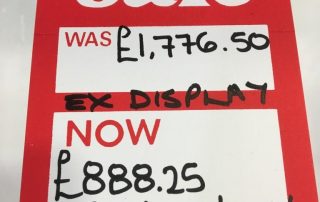 WAS £1,776.50
EX DISPLAY
NOW
£888.25